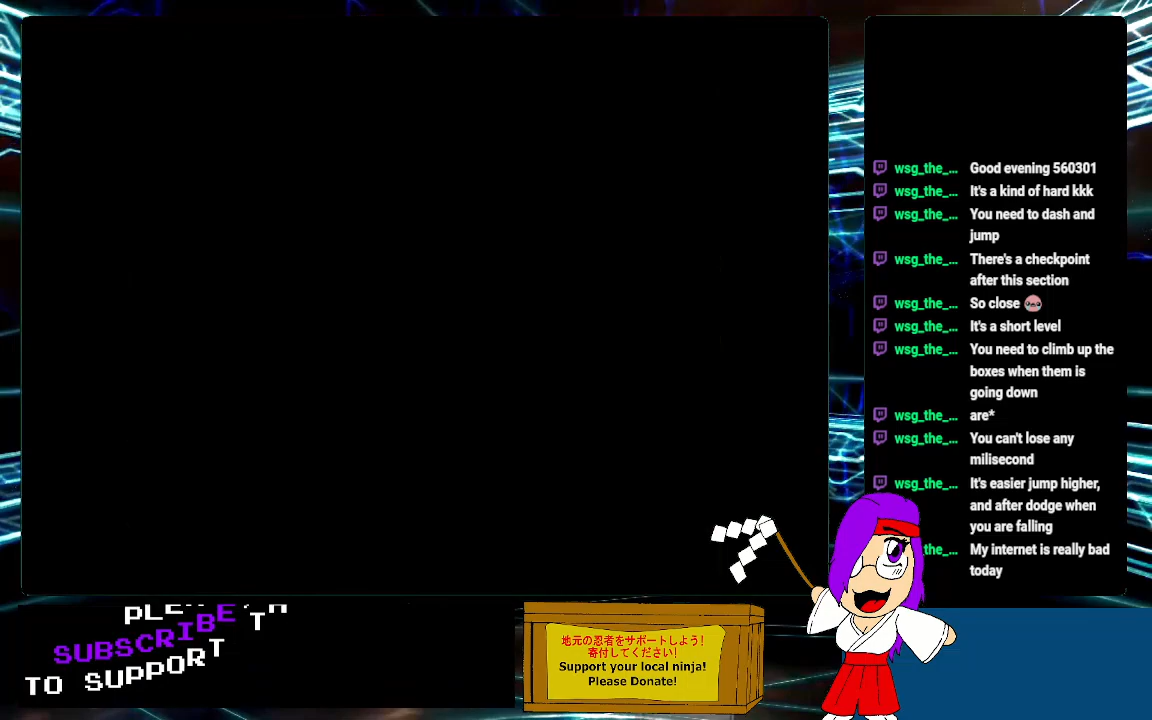 wsg_the_... Good evening 560301
wsg_the_... It's a kind of hard kkk
wsg_the_... You need to dash and
jump
wsg_the_... There's a checkpoint
after this section
wsg_the_... So close
wsg_the_... It's a short level
wsg_the_... You need to climb up the
boxes when them is
going down
wsg_the_... are*
wsg_the_... You can't lose any
milisecond
wsg_the_... It's easier jump higher,
and after dodge when
you are falling
the_... My internet is really bad
today
SUBSCRIBE
TO SUPPORT
地元の忍者をサポートしよう!
寄付してください!
Support your local ninja!
Please Donate!